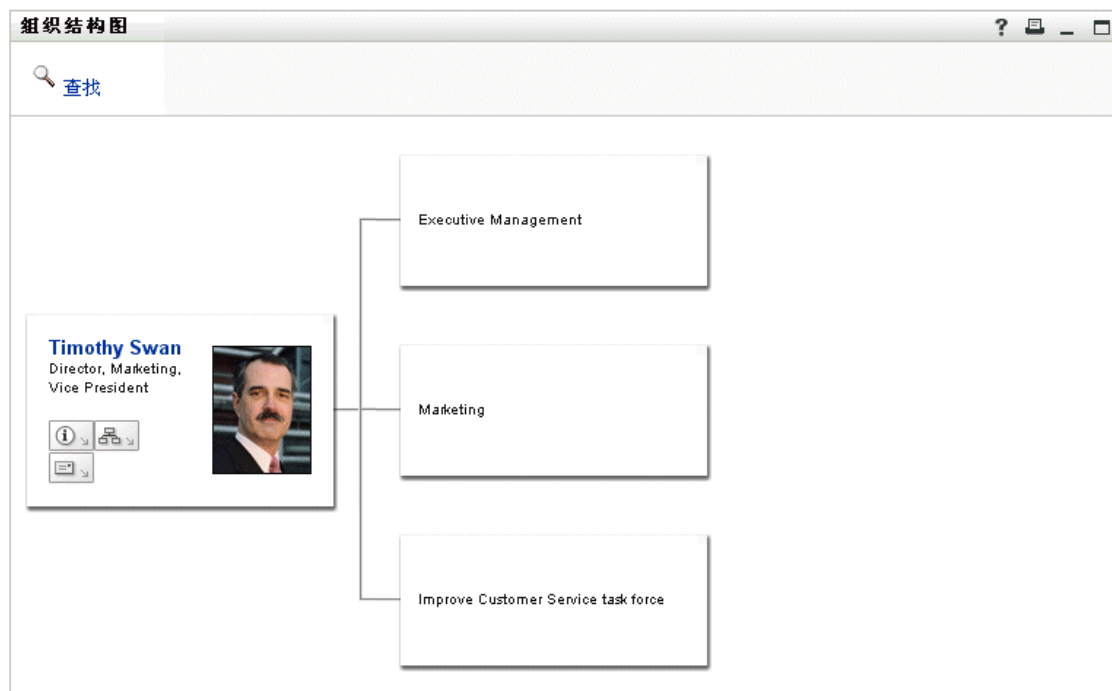 组织结构图
查找
Executive Management
Timothy Swan
Director, Marketing,
Vice President
Marketing
Improve Customer Service task force